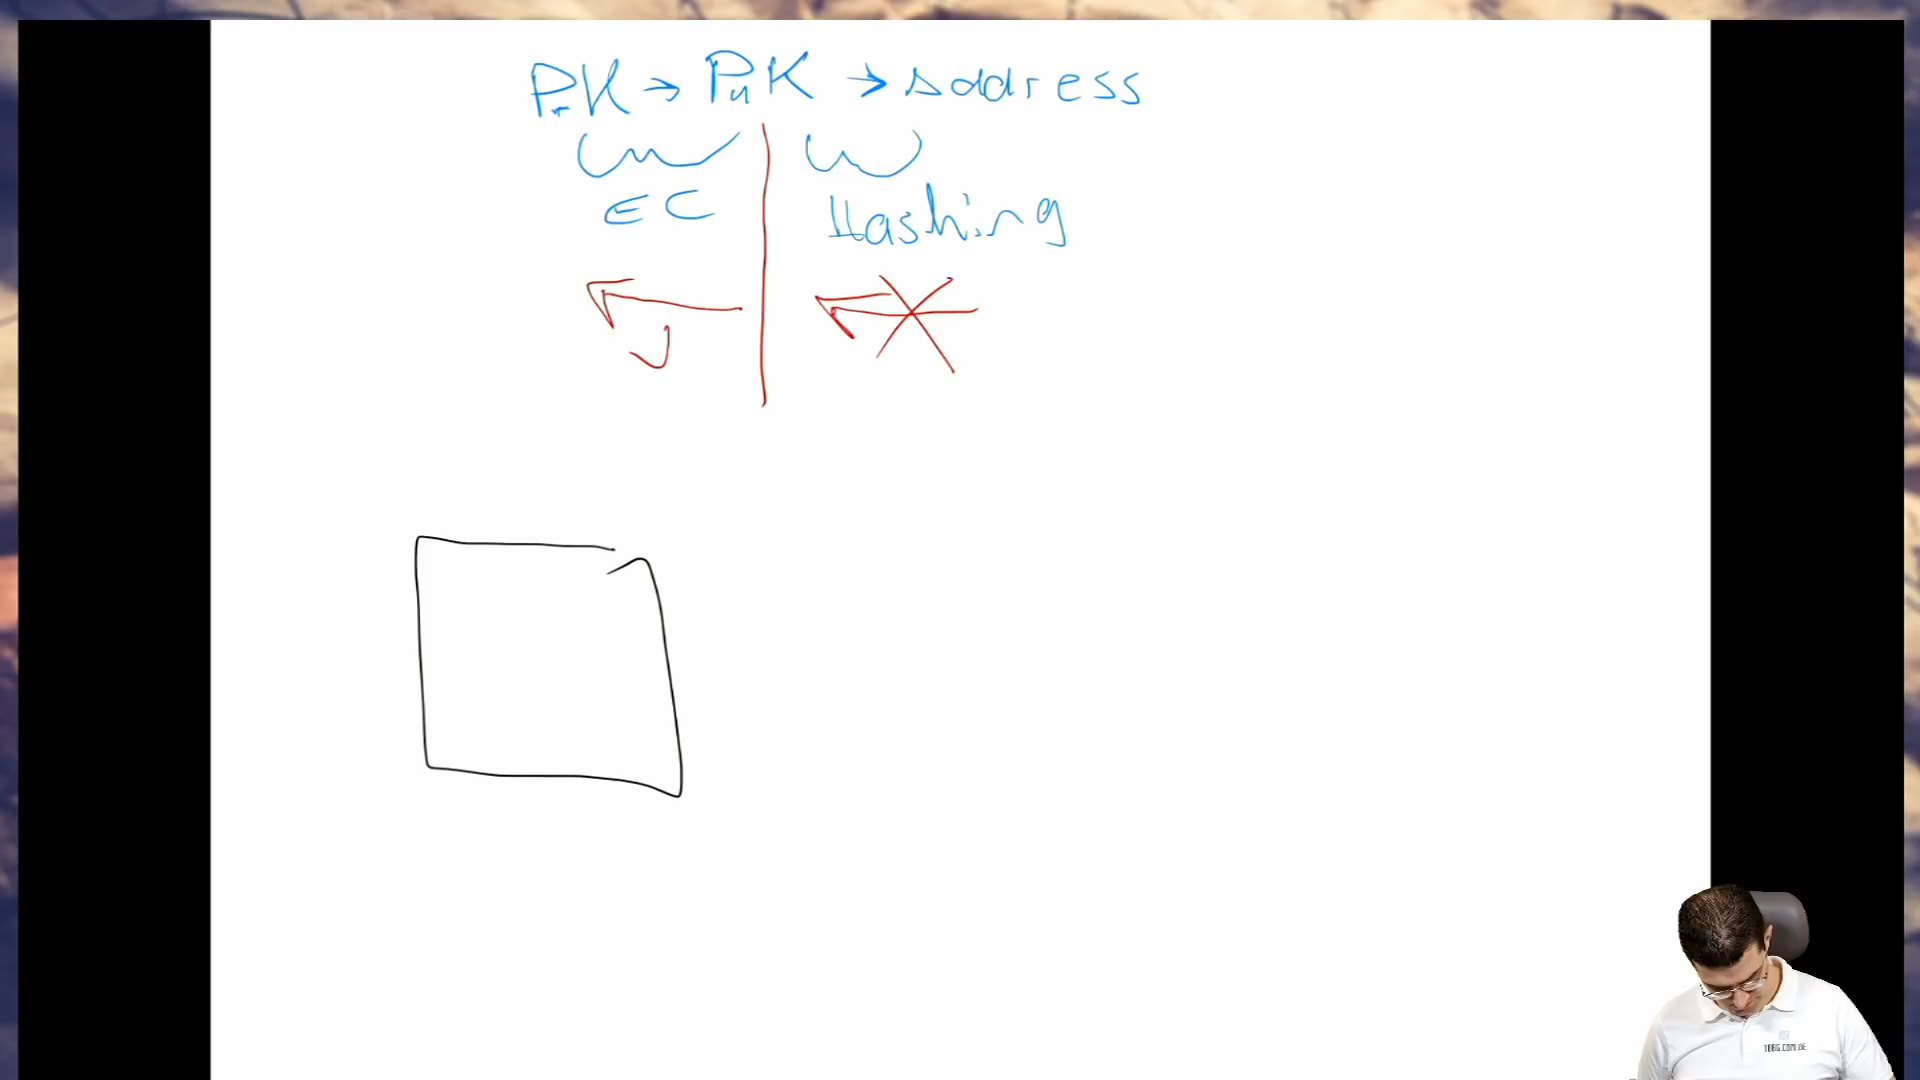 PrK → PuK → Address
EC
Hashing